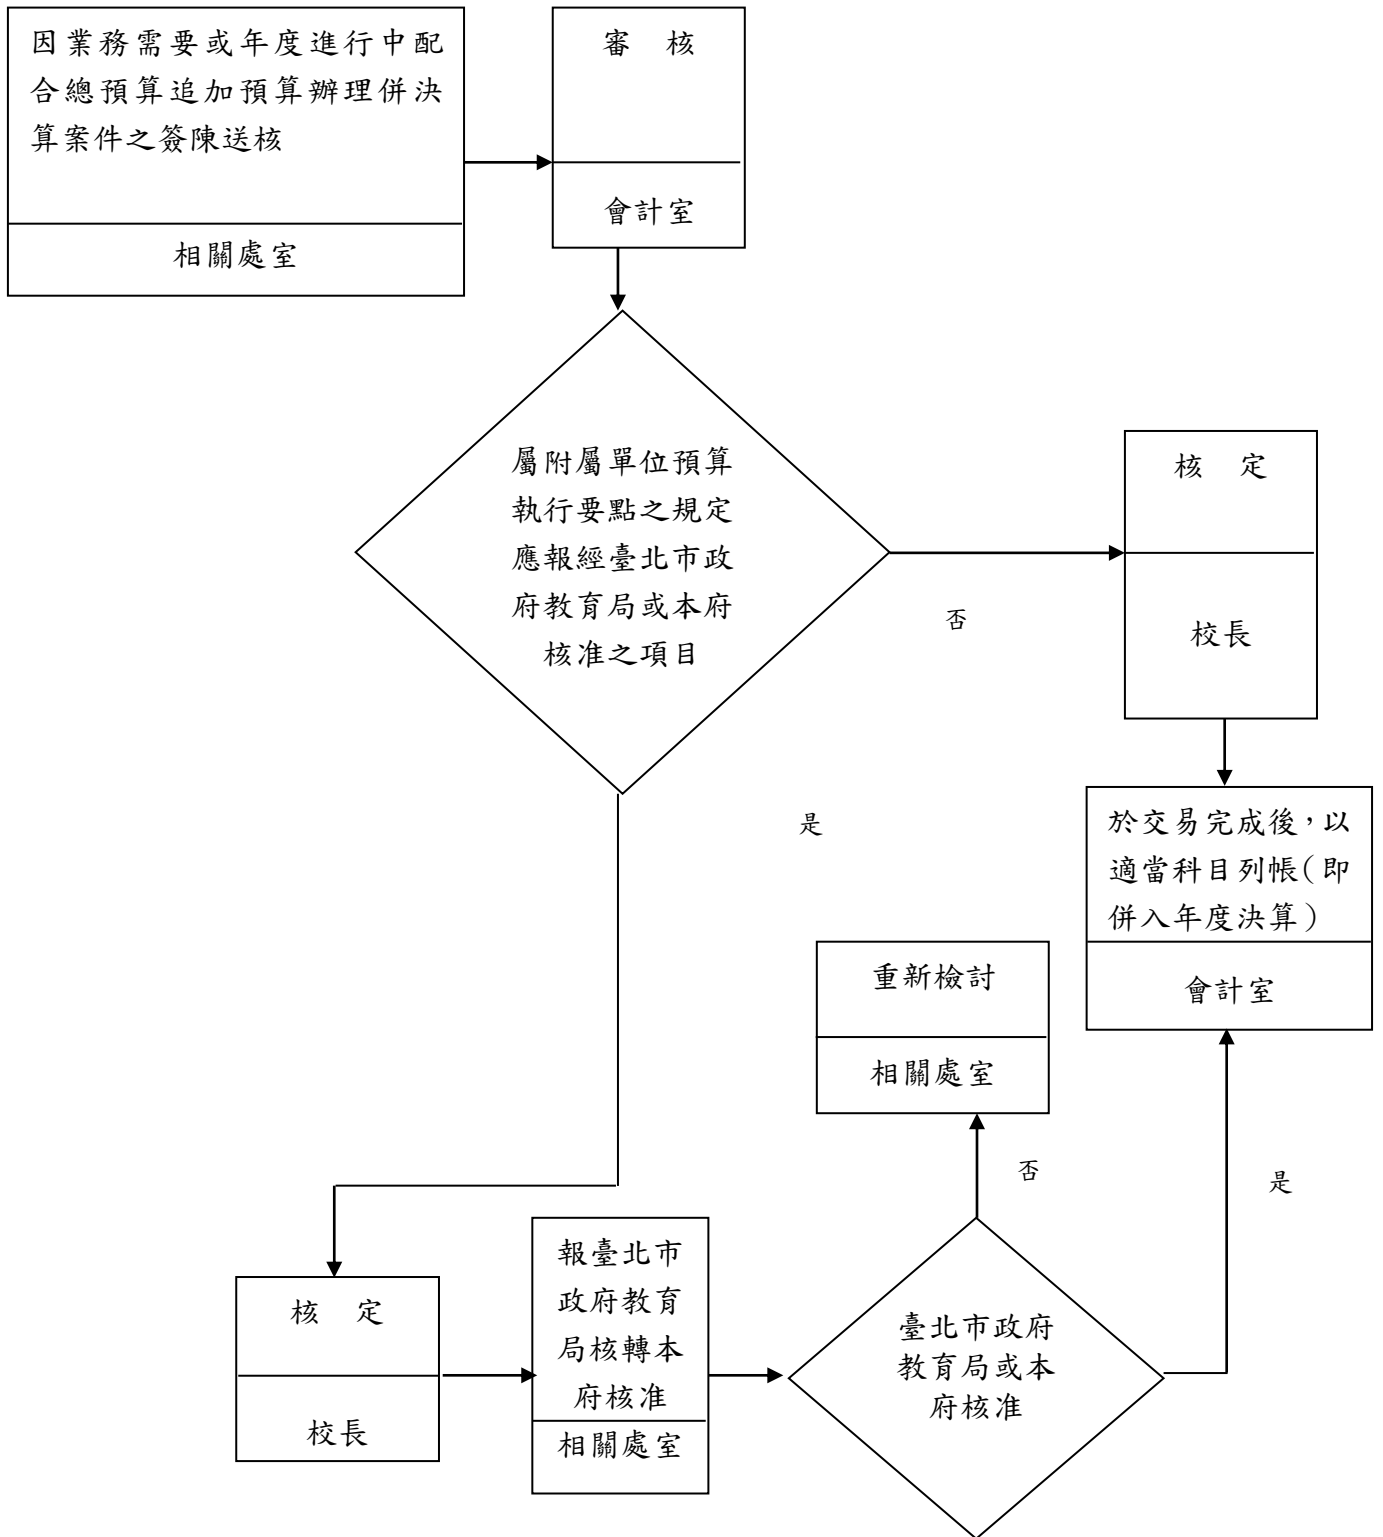 因業務需要或年度進行中配
合總預算追加預算辦理併決
算案件之簽陳送核
相關處室
審　核
會計室
屬附屬單位預算
執行要點之規定
應報經臺北市政
府教育局或本府
核准之項目
否
核　定
校長
是
於交易完成後，以
適當科目列帳（即
併入年度決算）
會計室
重新檢討
相關處室
否
是
核　定
校長
報臺北市
政府教育
局核轉本
府核准
相關處室
臺北市政府
教育局或本
府核准